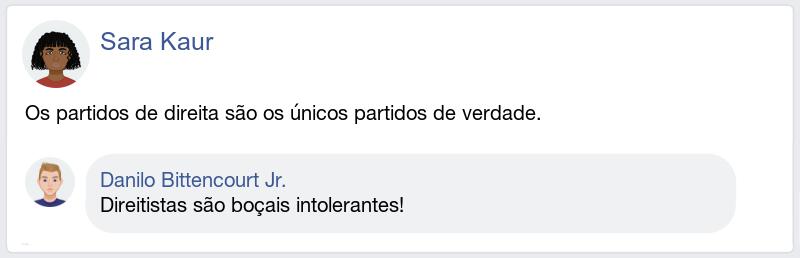 Sara Kaur
Os partidos de direita são os únicos partidos de verdade.
Danilo Bittencourt Jr.
Direitistas são boçais intolerantes!